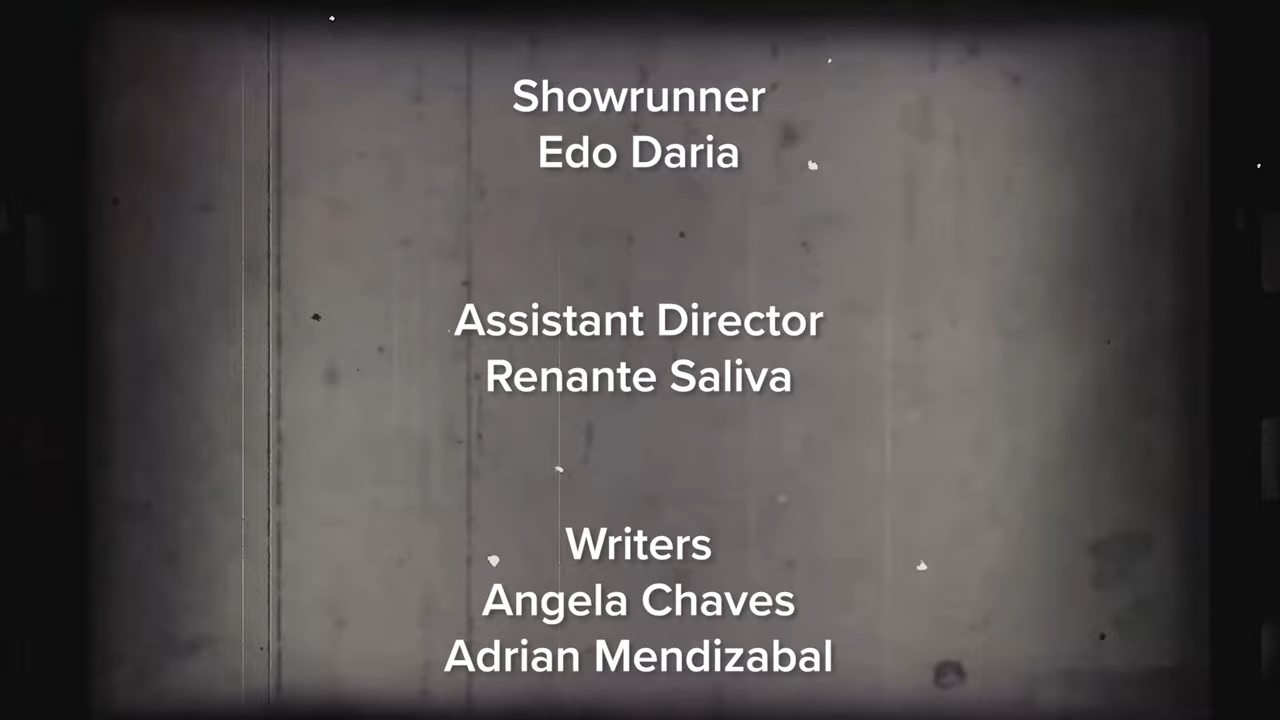 Showrunner
Edo Daria
Assistant Director
Renante Saliva
Writers
Angela Chaves
Adrian Mendizabal